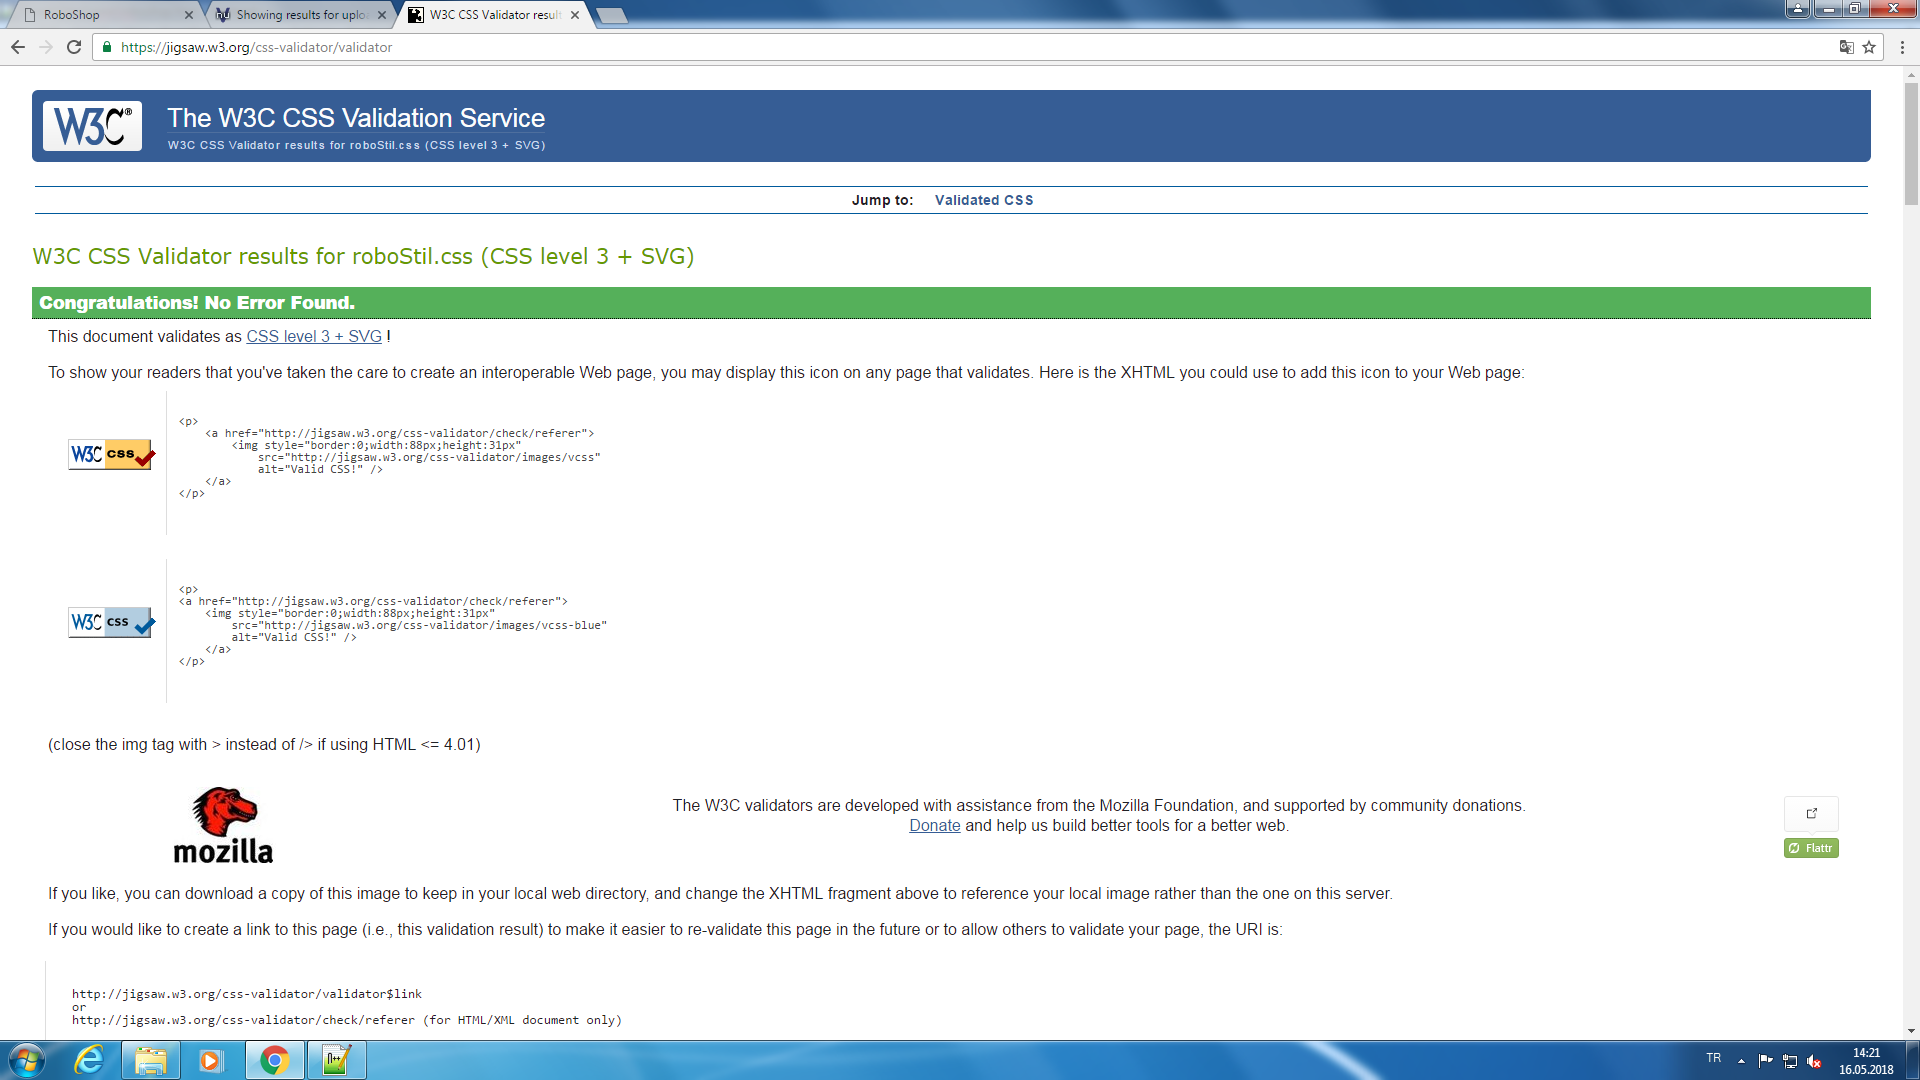 RoboShop
Showing results for uplo
W3C CSS Validator resul
https://jigsaw.w3.org/css-validator/validator
W3C®
The W3C CSS Validation Service
W3C CSS Validator results for roboStil.css (CSS level 3 + SVG)
Jump to: Validated CSS
W3C CSS Validator results for roboStil.css (CSS level 3 + SVG)
Congratulations! No Error Found.
This document validates as CSS level 3 + SVG !
To show your readers that you've taken the care to create an interoperable Web page, you may display this icon on any page that validates. Here is the XHTML you could use to add this icon to your Web page:
W3C css
<p>
<a href="http://jigsaw.w3.org/css-validator/check/referer">
<img style="border:0;width:88px;height:31px"
src="http://jigsaw.w3.org/css-validator/images/vcss"
alt="Valid CSS!" />
</a>
</p>
W3C css
<p>
<a href="http://jigsaw.w3.org/css-validator/check/referer">
<img style="border:0;width:88px;height:31px"
src="http://jigsaw.w3.org/css-validator/images/vcss-blue"
alt="Valid CSS!" />
</a>
</p>
(close the img tag with > instead of /> if using HTML <= 4.01)
mozilla
The W3C validators are developed with assistance from the Mozilla Foundation, and supported by community donations.
Donate and help us build better tools for a better web.
Flattr
If you like, you can download a copy of this image to keep in your local web directory, and change the XHTML fragment above to reference your local image rather than the one on this server.
If you would like to create a link to this page (i.e., this validation result) to make it easier to re-validate this page in the future or to allow others to validate your page, the URI is:
http://jigsaw.w3.org/css-validator/validator$link
or
http://jigsaw.w3.org/css-validator/check/referer (for HTML/XML document only)
TR
14:21
16.05.2018